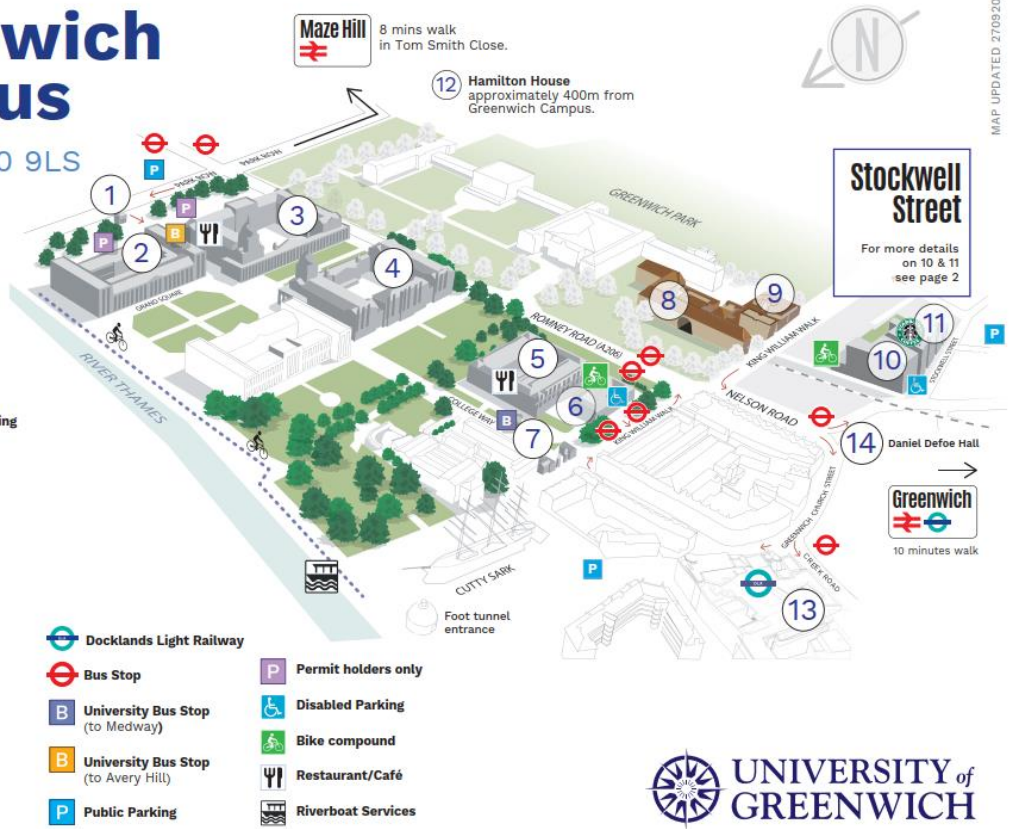 wich
us
0 9LS
Maze Hill
8 mins walk
in Tom Smith Close.
12
Hamilton House
approximately 400m from
Greenwich Campus.
N
MAP UPDATED 270920
Stockwell
Street
For more details
on 10 & 11
see page 2
PARK ROW
PARK ROW
P
1
P
P
B
2
3
4
GRAND SQUARE
GREENWICH PARK
8
9
ROMNEY ROAD (A206)
KING WILLIAM WALK
11
10
P
STOCKWELL STREET
5
6
COLLEGE WAY
B
7
KING WILLIAM WALK
NELSON ROAD
14
Daniel Defoe Hall
RIVER THAMES
ing
GREENWICH CHURCH STREET
Greenwich
10 minutes walk
CREEK ROAD
P
DLR
13
CUTTY SARK
Foot tunnel
entrance
DLR
Docklands Light Railway
Bus Stop
B
University Bus Stop
(to Medway)
B
University Bus Stop
(to Avery Hill)
P
Public Parking
P
Permit holders only
Disabled Parking
Bike compound
Restaurant/Café
Riverboat Services
UNIVERSITY of
GREENWICH